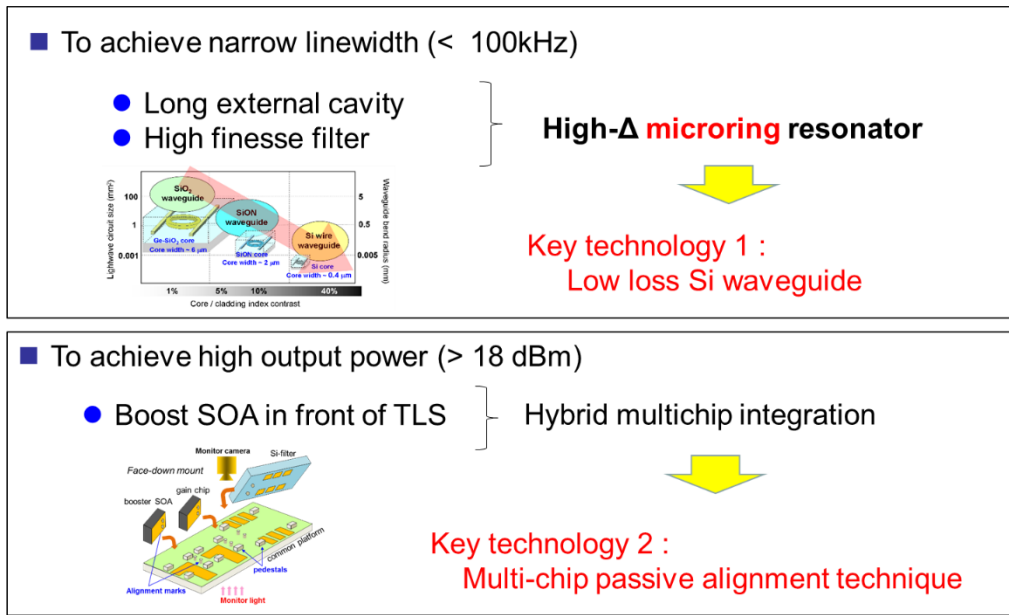 To achieve narrow linewidth (< 100kHz)
Long external cavity
High finesse filter
High-Δ microring resonator
Lightwave circuit size (mm²)
100
1
0.001
SiO₂
waveguide
SiON
waveguide
Si wire
waveguide
Ge-SiO₂ core
Core width ~ 6 μm
SiON core
Core width ~ 2 μm
Si core
Core width ~ 0.4 μm
5
0.5
0.005
Waveguide bend radius (mm)
1% 5% 10% 40%
Core / cladding index contrast
Key technology 1 :
Low loss Si waveguide
To achieve high output power (> 18 dBm)
Boost SOA in front of TLS
Hybrid multichip integration
Monitor camera
Si-filter
Face-down mount
gain chip
booster SOA
common platform
pedestals
Alignment marks
Monitor light
Key technology 2 :
Multi-chip passive alignment technique